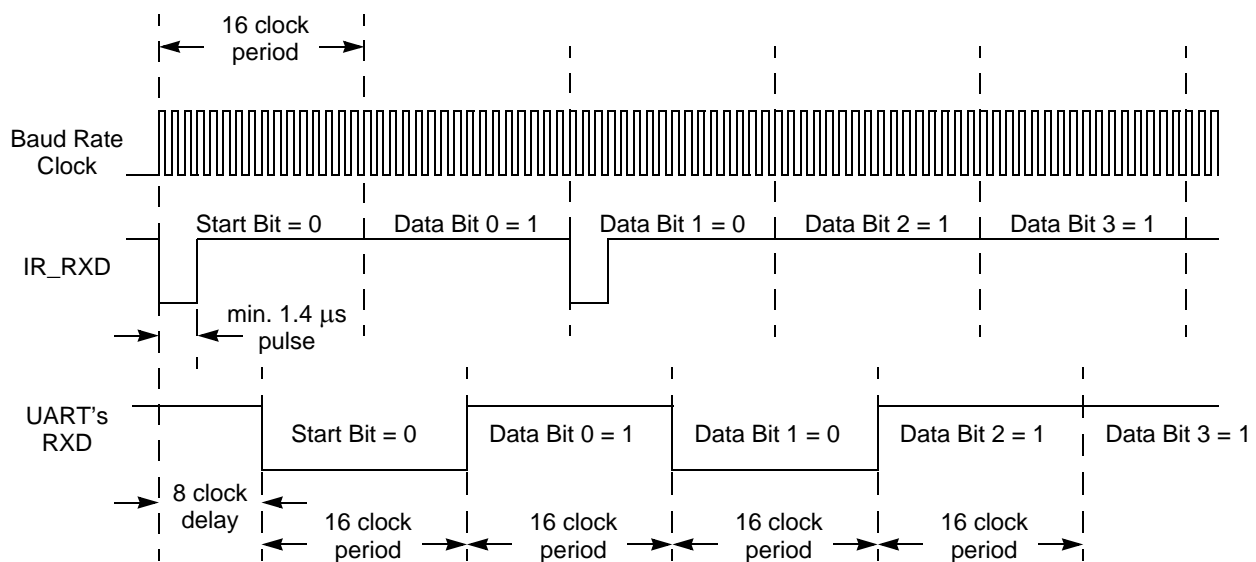 16 clock
period
Baud Rate
Clock
Start Bit = 0
Data Bit 0 = 1
Data Bit 1 = 0
Data Bit 2 = 1
Data Bit 3 = 1
IR_RXD
min. 1.4 μs
pulse
UART's
RXD
Start Bit = 0
Data Bit 0 = 1
Data Bit 1 = 0
Data Bit 2 = 1
Data Bit 3 = 1
8 clock
delay
16 clock
period
16 clock
period
16 clock
period
16 clock
period